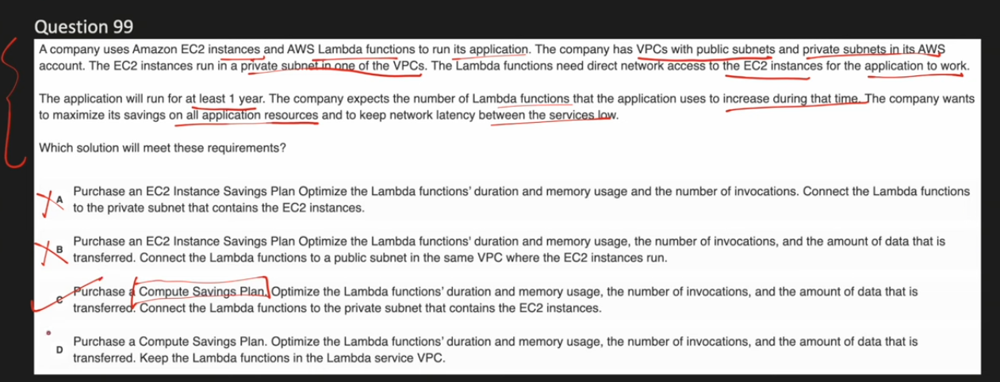 Question 99
A company uses Amazon EC2 instances and AWS Lambda functions to run its application. The company has VPCs with public subnets and private subnets in its AWS
account. The EC2 instances run in a private subnet in one of the VPCs. The Lambda functions need direct network access to the EC2 instances for the application to work.
The application will run for at least 1 year. The company expects the number of Lambda functions that the application uses to increase during that time. The company wants
to maximize its savings on all application resources and to keep network latency between the services low.
Which solution will meet these requirements?
A Purchase an EC2 Instance Savings Plan Optimize the Lambda functions' duration and memory usage and the number of invocations. Connect the Lambda functions
to the private subnet that contains the EC2 instances.
B Purchase an EC2 Instance Savings Plan Optimize the Lambda functions' duration and memory usage, the number of invocations, and the amount of data that is
transferred. Connect the Lambda functions to a public subnet in the same VPC where the EC2 instances run.
C Purchase a Compute Savings Plan. Optimize the Lambda functions' duration and memory usage, the number of invocations, and the amount of data that is
transferred. Connect the Lambda functions to the private subnet that contains the EC2 instances.
D Purchase a Compute Savings Plan. Optimize the Lambda functions' duration and memory usage, the number of invocations, and the amount of data that is
transferred. Keep the Lambda functions in the Lambda service VPC.